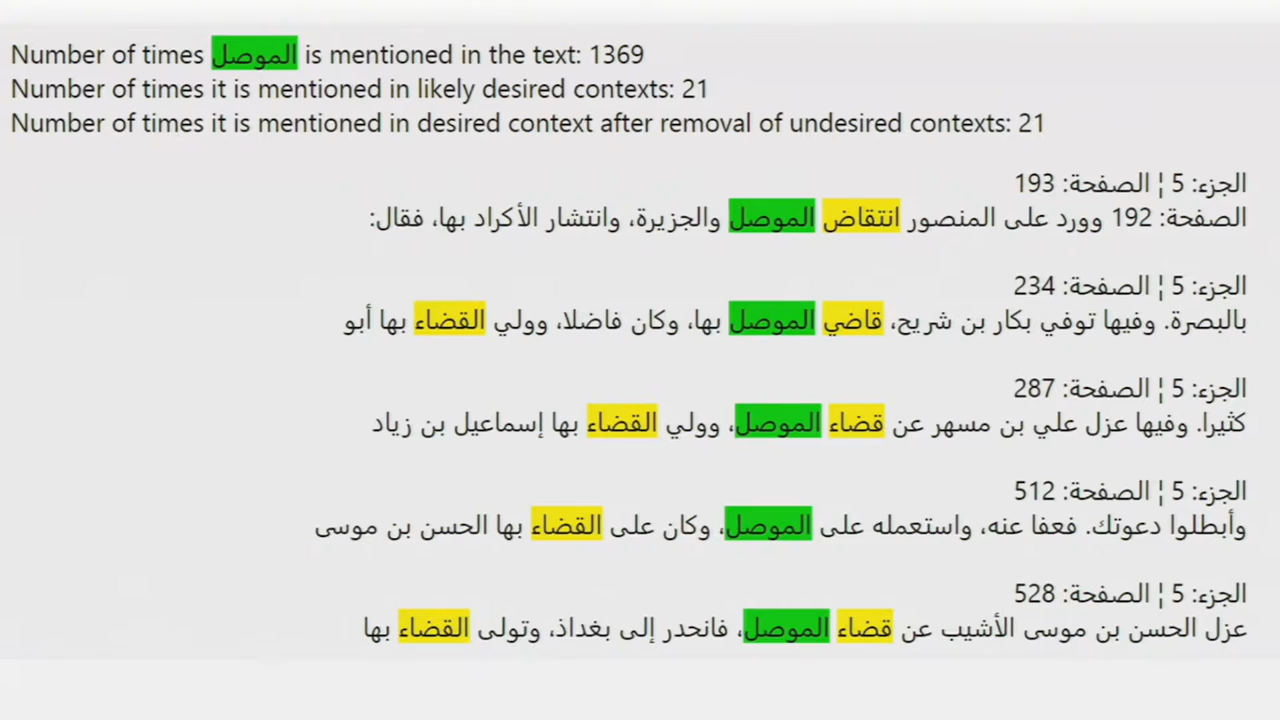 Number of times الموصل is mentioned in the text: 1369
Number of times it is mentioned in likely desired contexts: 21
Number of times it is mentioned in desired context after removal of undesired contexts: 21
الجزء: 5 ¦ الصفحة: 193
الصفحة: 192 وورد على المنصور انتقاض الموصل والجزيرة، وانتشار الأكراد بها، فقال:
الجزء: 5 ¦ الصفحة: 234
بالبصرة. وفيها توفي بكار بن شريح، قاضي الموصل بها، وكان فاضلا، وولي القضاء بها أبو
الجزء: 5 ¦ الصفحة: 287
كثيرا. وفيها عزل علي بن مسهر عن قضاء الموصل، وولي القضاء بها إسماعيل بن زياد
الجزء: 5 ¦ الصفحة: 512
وأبطلوا دعوتك. فعفا عنه، واستعمله على الموصل، وكان على القضاء بها الحسن بن موسى
الجزء: 5 ¦ الصفحة: 528
عزل الحسن بن موسى الأشيب عن قضاء الموصل، فانحدر إلى بغداذ، وتولى القضاء بها